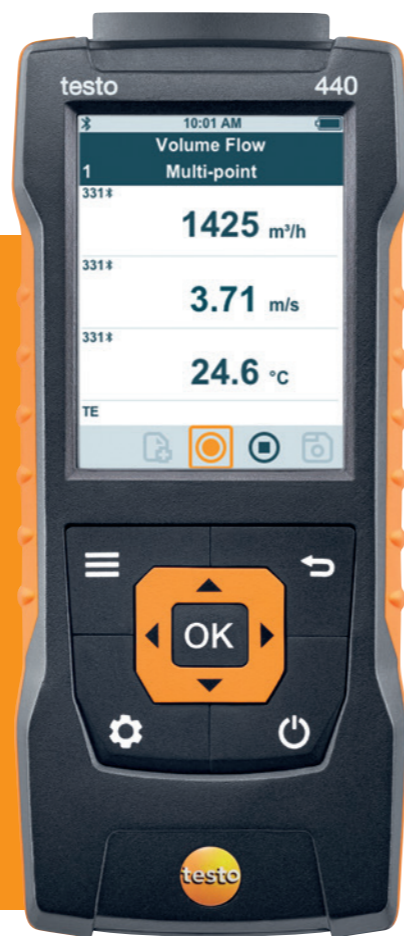 testo 440
10:01 AM
Volume Flow
1 Multi-point
331
1425 m³/h
331
3.71 m/s
331
24.6 °C
TE
OK
testo